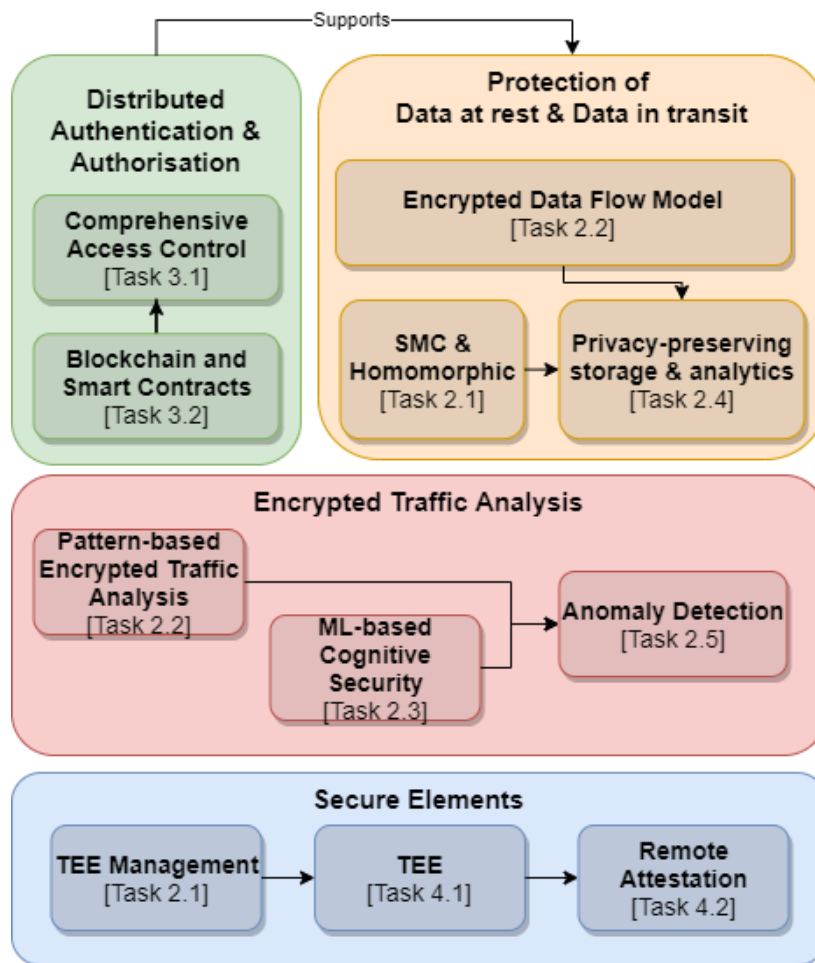 Supports
Distributed
Authentication &
Authorisation
Comprehensive
Access Control
[Task 3.1]
Blockchain and
Smart Contracts
[Task 3.2]
Protection of
Data at rest & Data in transit
Encrypted Data Flow Model
[Task 2.2]
SMC &
Homomorphic
[Task 2.1]
Privacy-preserving
storage & analytics
[Task 2.4]
Encrypted Traffic Analysis
Pattern-based
Encrypted Traffic
Analysis
[Task 2.2]
ML-based
Cognitive
Security
[Task 2.3]
Anomaly Detection
[Task 2.5]
Secure Elements
TEE Management
[Task 2.1]
TEE
[Task 4.1]
Remote
Attestation
[Task 4.2]